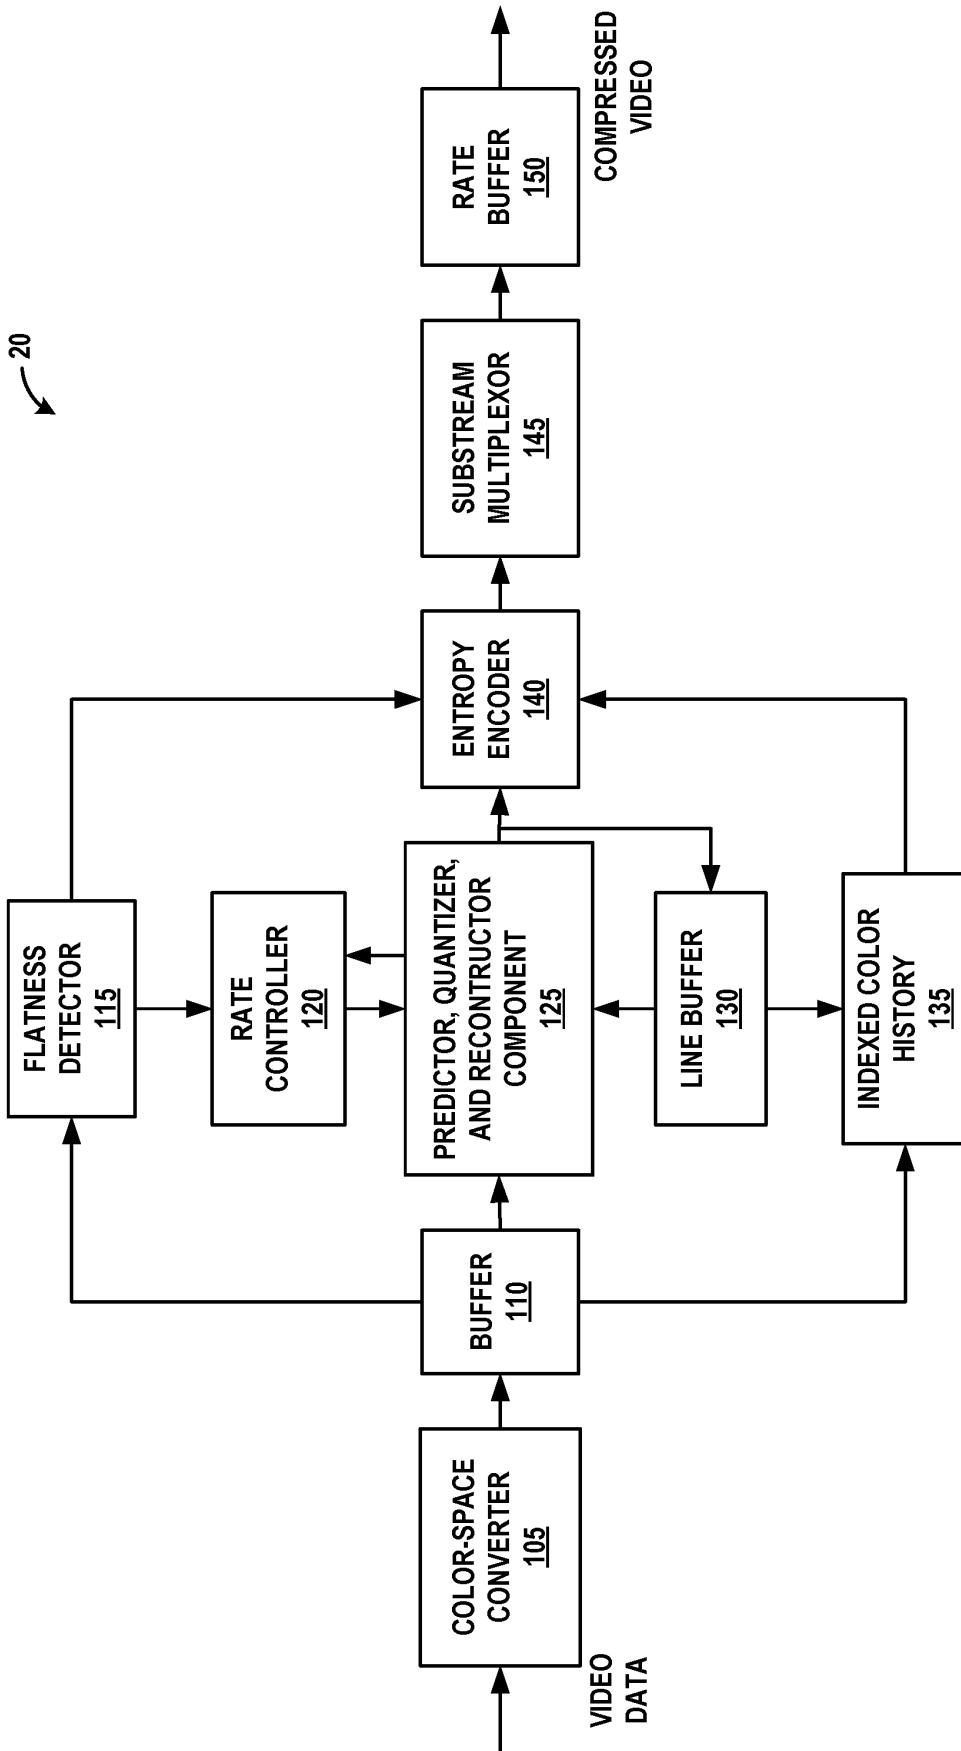 20
VIDEO
DATA
COLOR-SPACE
CONVERTER
105
BUFFER
110
FLATNESS
DETECTOR
115
RATE
CONTROLLER
120
PREDICTOR, QUANTIZER,
AND RECONTRUCTOR
COMPONENT
125
LINE BUFFER
130
INDEXED COLOR
HISTORY
135
ENTROPY
ENCODER
140
SUBSTREAM
MULTIPLEXOR
145
RATE
BUFFER
150
COMPRESSED
VIDEO